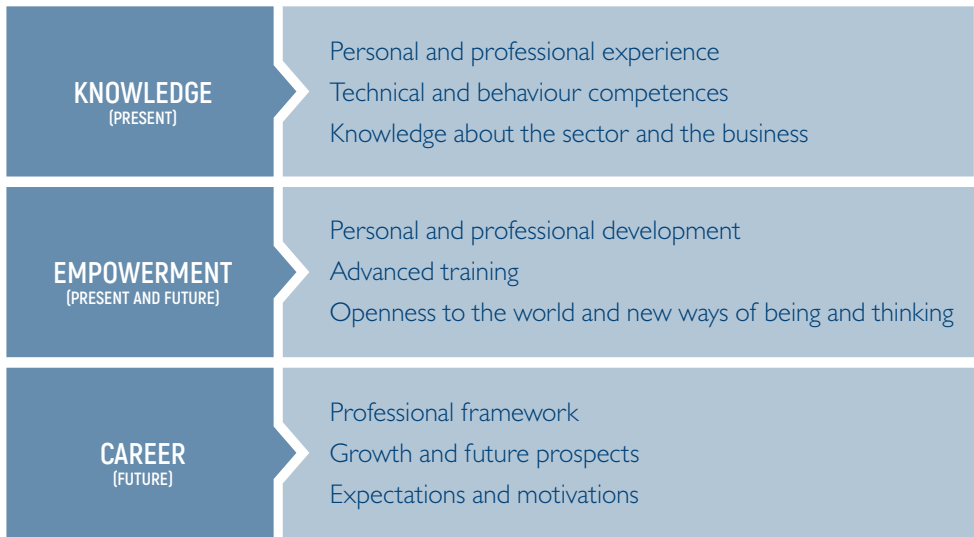 KNOWLEDGE
(PRESENT)
Personal and professional experience
Technical and behaviour competences
Knowledge about the sector and the business
EMPOWERMENT
(PRESENT AND FUTURE)
Personal and professional development
Advanced training
Openness to the world and new ways of being and thinking
CAREER
(FUTURE)
Professional framework
Growth and future prospects
Expectations and motivations